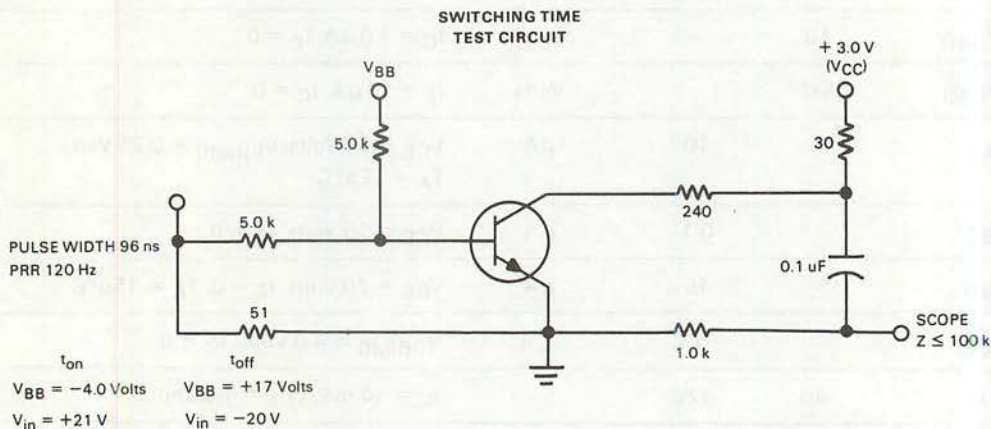 SWITCHING TIME
TEST CIRCUIT
+ 3.0 V
(VCC)
VBB
5.0 k
30
5.0 k
240
PULSE WIDTH 96 ns
PRR 120 Hz
0.1 uF
51
1.0 k
SCOPE
Z ≤ 100 k
ton toff
VBB = −4.0 Volts VBB = +17 Volts
Vin = +21 V Vin = −20 V